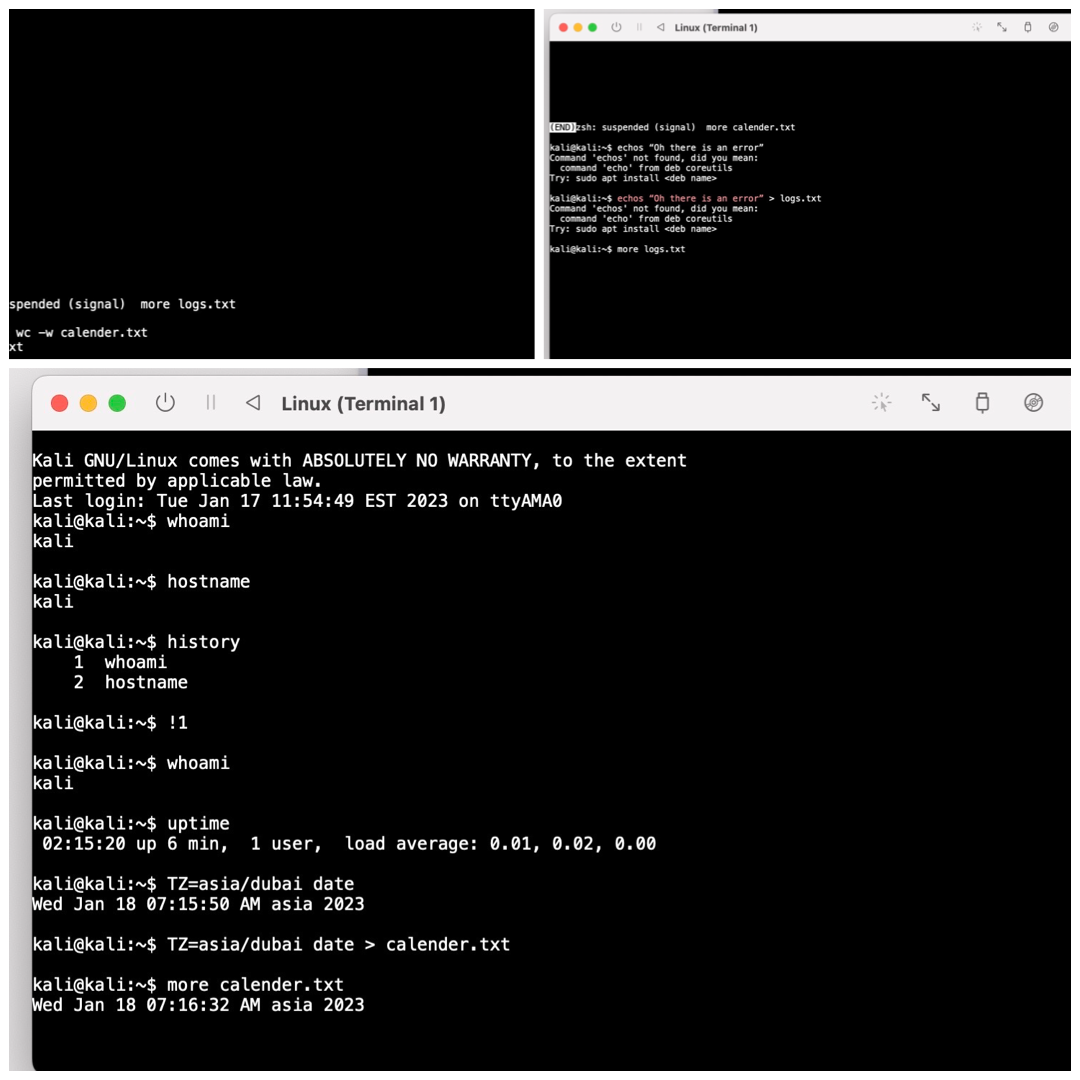 spended (signal)  more logs.txt
wc -w calender.txt
xt
Linux (Terminal 1)
(END)zsh: suspended (signal)  more calender.txt
kali@kali:~$ echos “Oh there is an error”
Command 'echos' not found, did you mean:
  command 'echo' from deb coreutils
Try: sudo apt install <deb name>
kali@kali:~$ echos “Oh there is an error” > logs.txt
Command 'echos' not found, did you mean:
  command 'echo' from deb coreutils
Try: sudo apt install <deb name>
kali@kali:~$ more logs.txt
Linux (Terminal 1)
Kali GNU/Linux comes with ABSOLUTELY NO WARRANTY, to the extent
permitted by applicable law.
Last login: Tue Jan 17 11:54:49 EST 2023 on ttyAMA0
kali@kali:~$ whoami
kali
kali@kali:~$ hostname
kali
kali@kali:~$ history
    1  whoami
    2  hostname
kali@kali:~$ !1
kali@kali:~$ whoami
kali
kali@kali:~$ uptime
 02:15:20 up 6 min,  1 user,  load average: 0.01, 0.02, 0.00
kali@kali:~$ TZ=asia/dubai date
Wed Jan 18 07:15:50 AM asia 2023
kali@kali:~$ TZ=asia/dubai date > calender.txt
kali@kali:~$ more calender.txt
Wed Jan 18 07:16:32 AM asia 2023